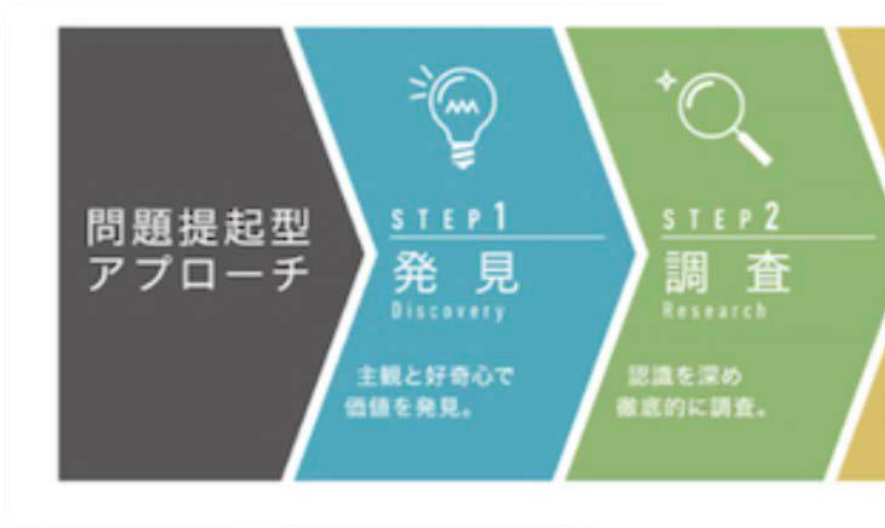 問題提起型
アプローチ
STEP1
発見
Discovery
主観と好奇心で
価値を発見。
STEP2
調査
Research
認識を深め
徹底的に調査。